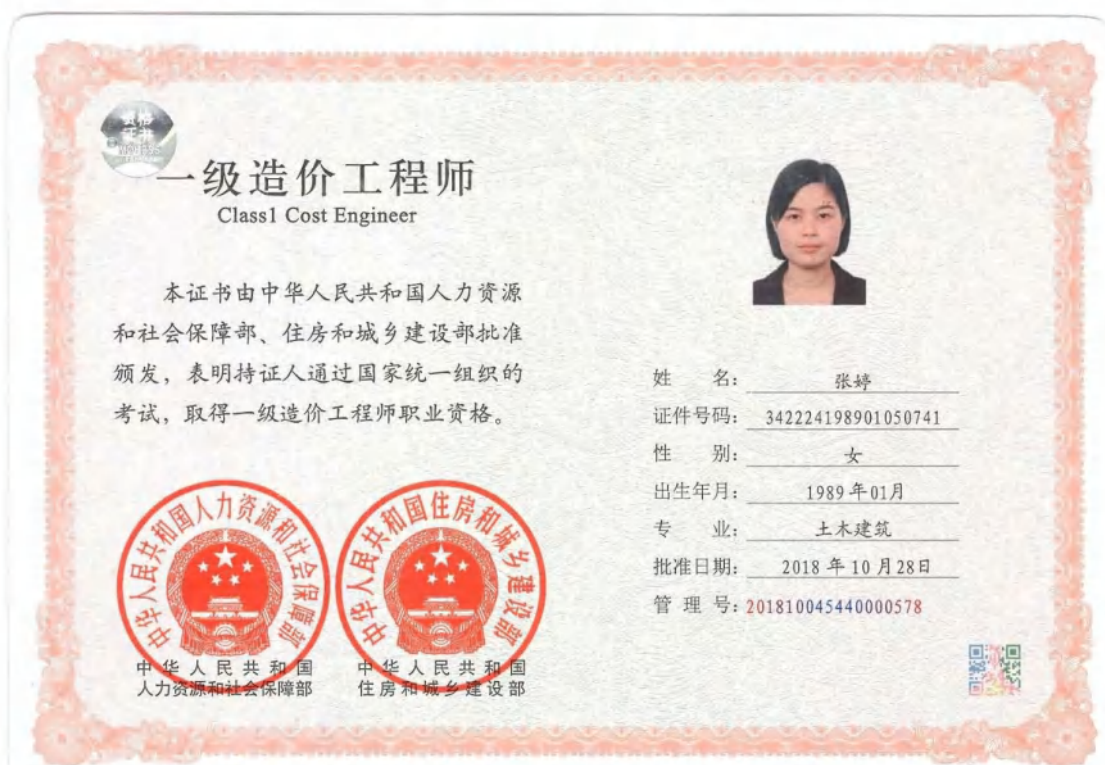 资格
证书
一级造价工程师
Class1 Cost Engineer
本证书由中华人民共和国人力资源
和社会保障部、住房和城乡建设部批准
颁发，表明持证人通过国家统一组织的
考试，取得一级造价工程师职业资格。
中华人民共和国人力资源和社会保障部
中华人民共和国住房和城乡建设部
中华人民共和国
人力资源和社会保障部
中华人民共和国
住房和城乡建设部
姓 名：张婷
证件号码：342224198901050741
性 别：女
出生年月：1989年01月
专 业：土木建筑
批准日期：2018年10月28日
管 理 号：201810045440000578